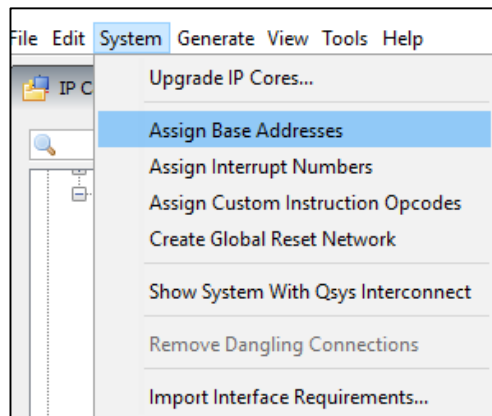 File Edit System Generate View Tools Help
IP C
Upgrade IP Cores...
Assign Base Addresses
Assign Interrupt Numbers
Assign Custom Instruction Opcodes
Create Global Reset Network
Show System With Qsys Interconnect
Remove Dangling Connections
Import Interface Requirements...